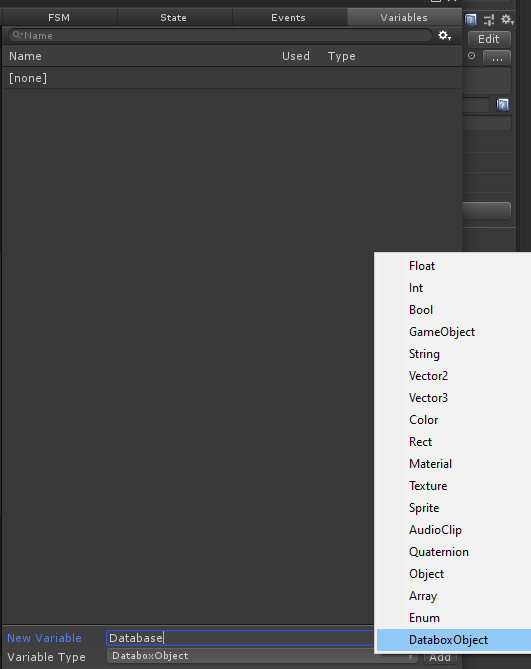 FSM State Events Variables
Name
Edit
Name Used Type
...
[none]
Float
Int
Bool
GameObject
String
Vector2
Vector3
Color
Rect
Material
Texture
Sprite
AudioClip
Quaternion
Object
Array
Enum
DataboxObject
New Variable Database
Variable Type DataboxObject Add